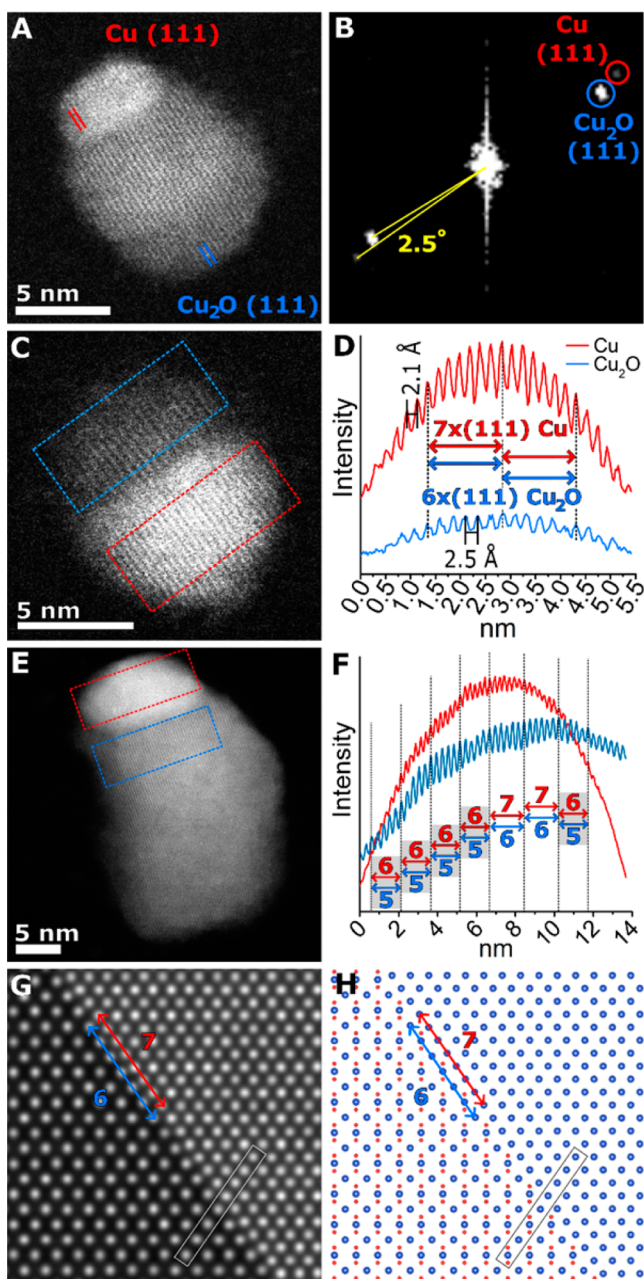 A
Cu (111)
Cu₂O (111)
5 nm
B
Cu
(111)
Cu₂O
(111)
2.5°
C
5 nm
D
Cu
Cu₂O
2.1 Å
7x(111) Cu
6x(111) Cu₂O
2.5 Å
Intensity
0.0 0.5 1.0 1.5 2.0 2.5 3.0 3.5 4.0 4.5 5.0 5.5
nm
E
5 nm
F
Intensity
6 6 6 6 7 7 6
5 5 5 5 6 6 5
0 2 4 6 8 10 12 14
nm
G
7
6
H
7
6